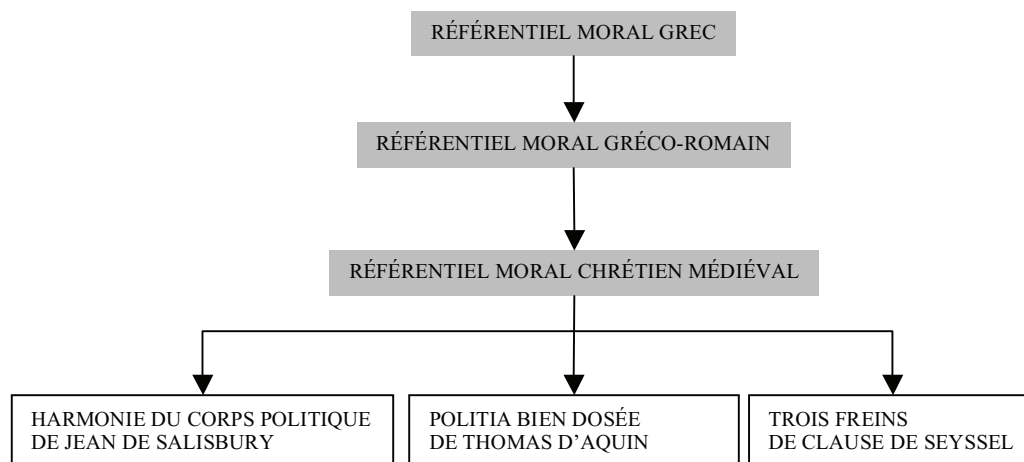 RÉFÉRENTIEL MORAL GREC
RÉFÉRENTIEL MORAL GRÉCO-ROMAIN
RÉFÉRENTIEL MORAL CHRÉTIEN MÉDIÉVAL
HARMONIE DU CORPS POLITIQUE
DE JEAN DE SALISBURY
POLITIA BIEN DOSÉE
DE THOMAS D’AQUIN
TROIS FREINS
DE CLAUSE DE SEYSSEL